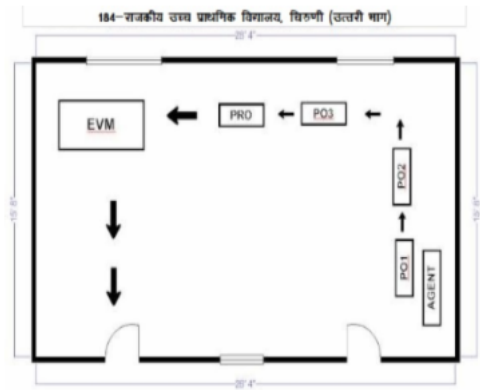 184-राजकीय उच्च प्राथमिक विद्यालय, घिरुणी (उत्तरी भाग)
EVM
PRO
PO3
PO2
PO1
AGENT